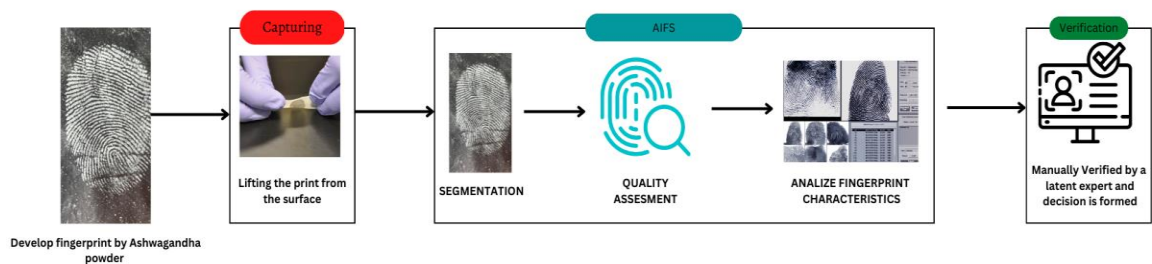 Capturing
AIFS
Verification
Lifting the print from
the surface
SEGMENTATION
QUALITY
ASSESMENT
ANALIZE FINGERPRINT
CHARACTERISTICS
Manually Verified by a
latent expert and
decision is formed
Develop fingerprint by Ashwagandha
powder